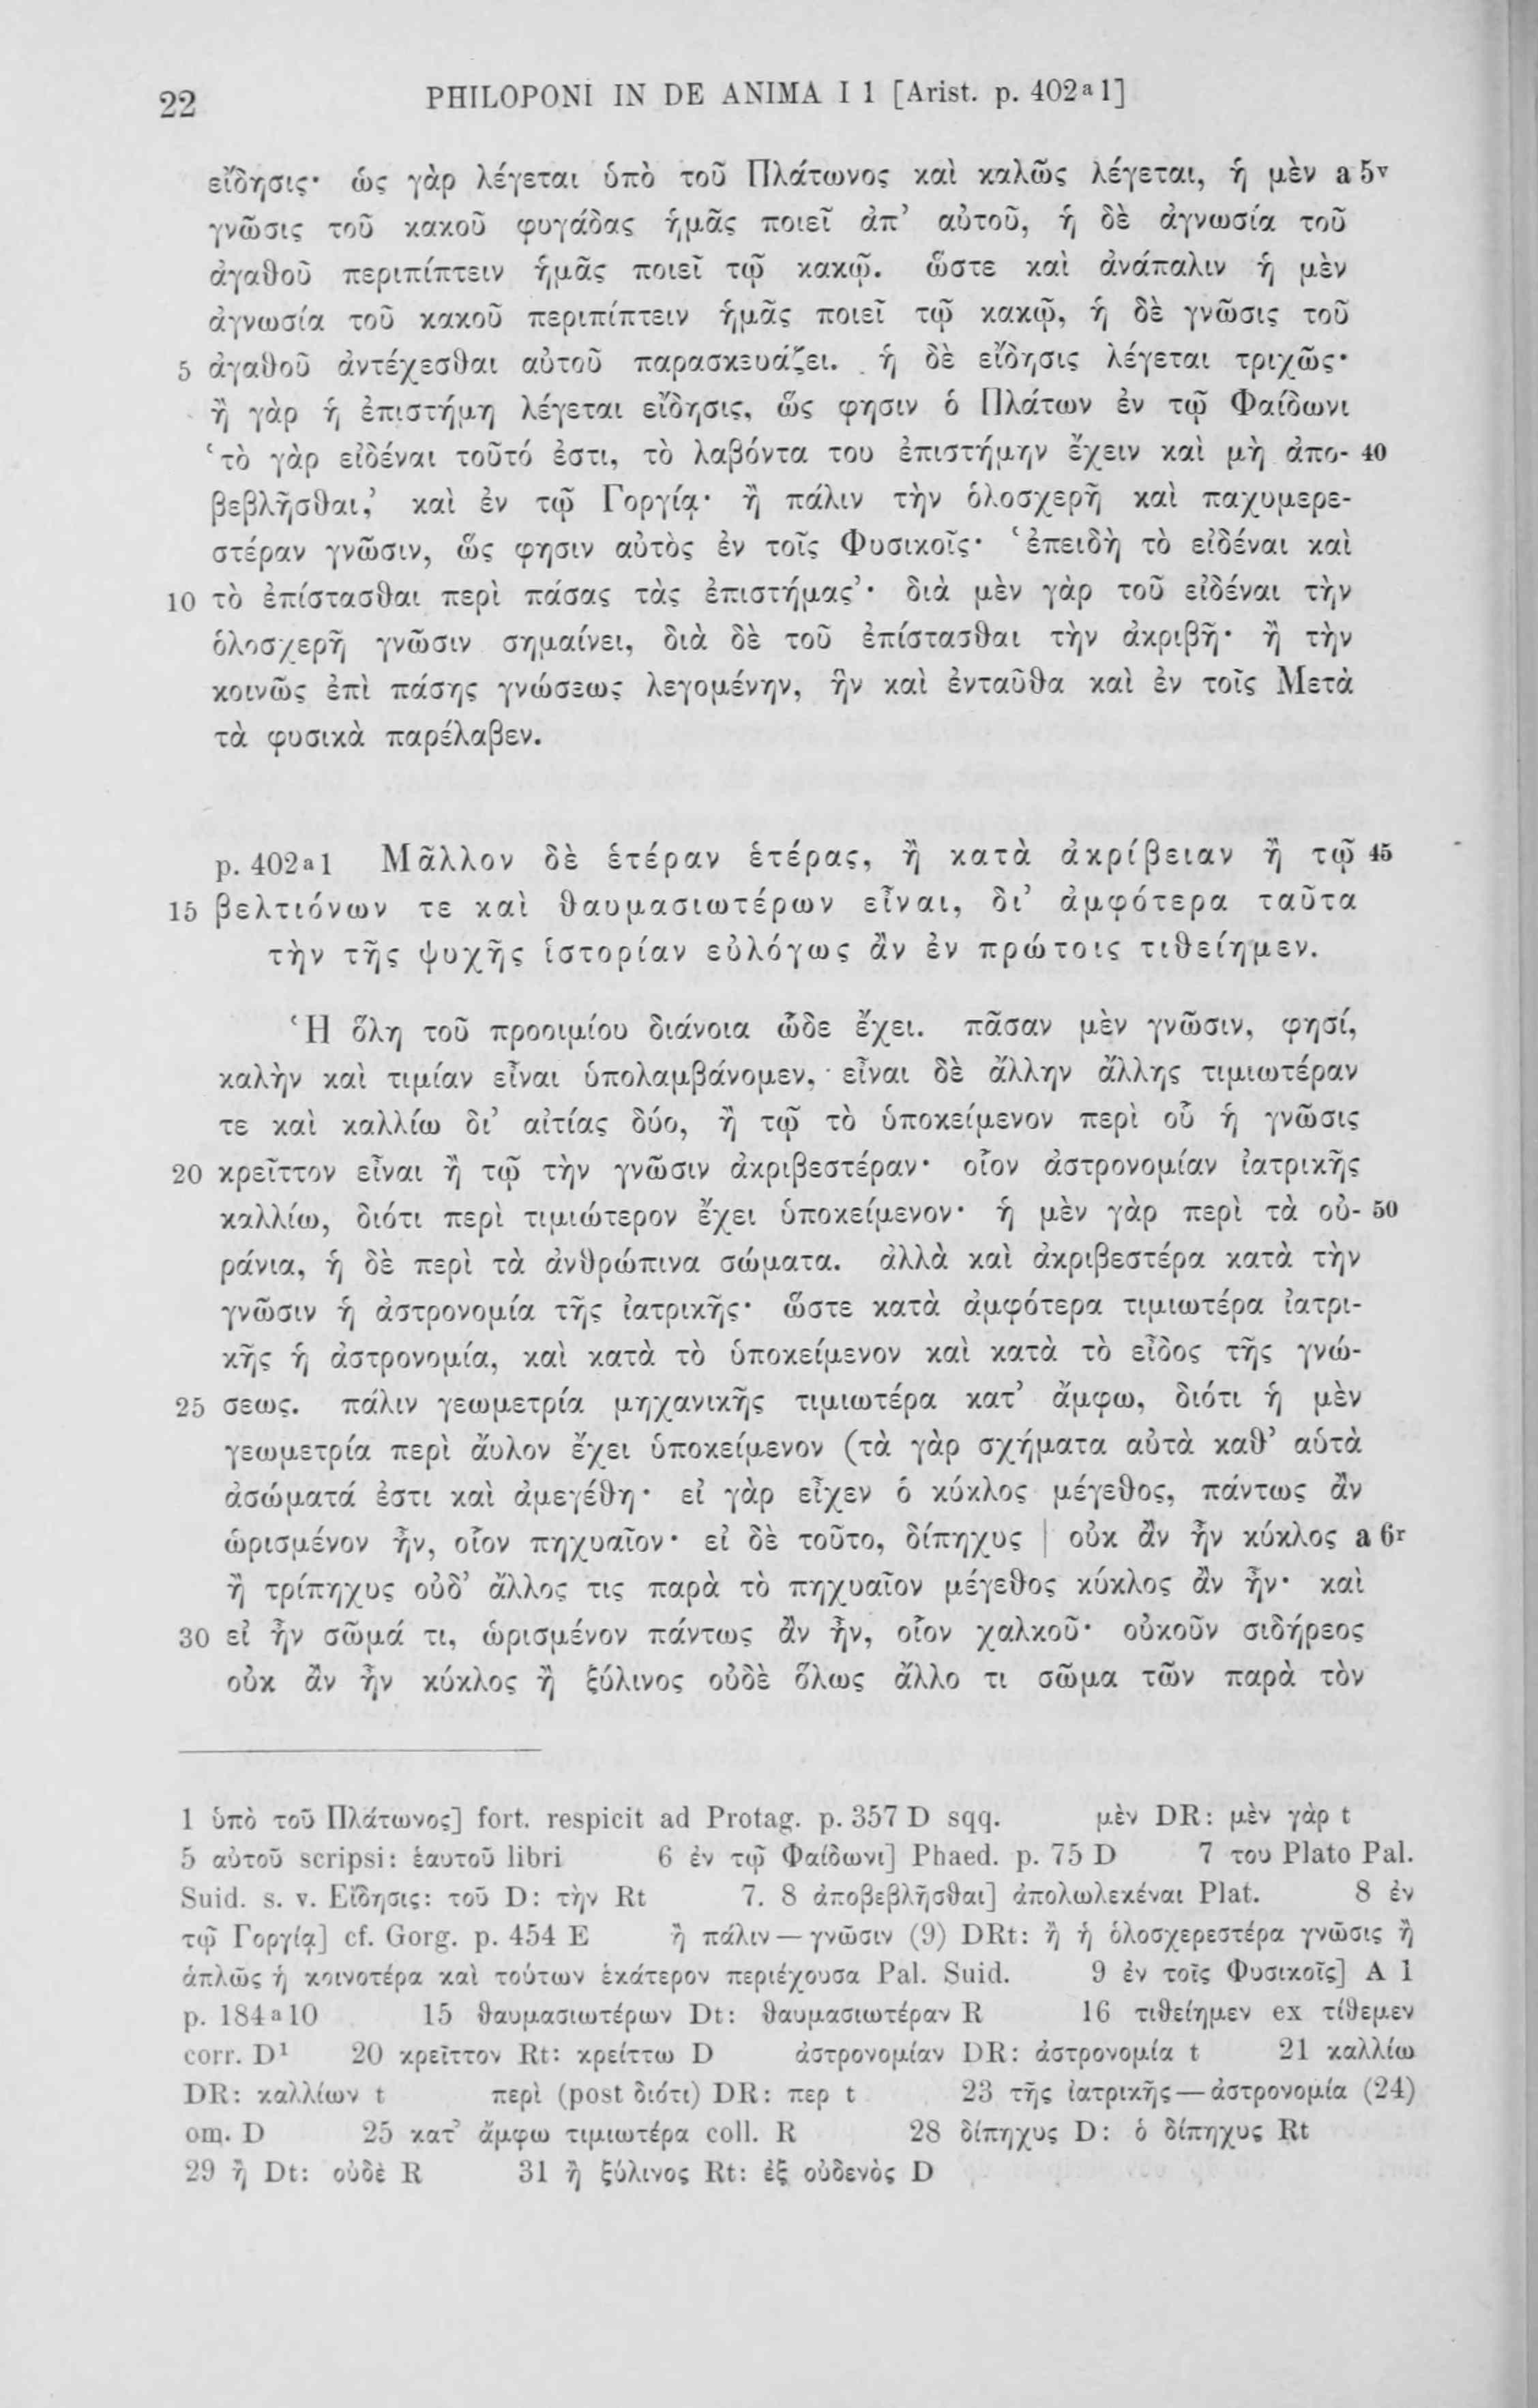 22 PHILOPONI IN DE ANIMA I 1 [Arist. p. 402a1]
εἴδησις· ὡς γὰρ λέγεται ὑπὸ τοῦ Πλάτωνος καὶ καλῶς λέγεται, ἡ μὲν a 5v
γνῶσις τοῦ κακοῦ φυγάδας ἡμᾶς ποιεῖ ἀπ’ αὐτοῦ, ἡ δὲ ἀγνωσία τοῦ
ἀγαθοῦ περιπίπτειν ἡμᾶς ποιεῖ τῷ κακῷ. ὥστε καὶ ἀνάπαλιν ἡ μὲν
ἀγνωσία τοῦ κακοῦ περιπίπτειν ἡμᾶς ποιεῖ τῷ κακῷ, ἡ δὲ γνῶσις τοῦ
5 ἀγαθοῦ ἀντέχεσθαι αὐτοῦ παρασκευάζει. ἡ δὲ εἴδησις λέγεται τριχῶς·
ἢ γὰρ ἡ ἐπιστήμη λέγεται εἴδησις, ὥς φησιν ὁ Πλάτων ἐν τῷ Φαίδωνι
‘τὸ γὰρ εἰδέναι τοῦτό ἐστι, τὸ λαβόντα του ἐπιστήμην ἔχειν καὶ μὴ ἀπο- 40
βεβλῆσθαι,’ καὶ ἐν τῷ Γοργίᾳ· ἢ πάλιν τὴν ὁλοσχερῆ καὶ παχυμερε-
στέραν γνῶσιν, ὥς φησιν αὐτὸς ἐν τοῖς Φυσικοῖς· ‘ἐπειδὴ τὸ εἰδέναι καὶ
10 τὸ ἐπίστασθαι περὶ πάσας τὰς ἐπιστήμας’· διὰ μὲν γὰρ τοῦ εἰδέναι τὴν
ὁλοσχερῆ γνῶσιν σημαίνει, διὰ δὲ τοῦ ἐπίστασθαι τὴν ἀκριβῆ· ἢ τὴν
κοινῶς ἐπὶ πάσης γνώσεως λεγομένην, ἣν καὶ ἐνταῦθα καὶ ἐν τοῖς Μετὰ
τὰ φυσικὰ παρέλαβεν.
p. 402a1 Μᾶλλον δὲ ἑτέραν ἑτέρας, ἢ κατὰ ἀκρίβειαν ἢ τῷ 45
15 βελτιόνων τε καὶ θαυμασιωτέρων εἶναι, δι’ ἀμφότερα ταῦτα
τὴν τῆς ψυχῆς ἱστορίαν εὐλόγως ἂν ἐν πρώτοις τιθείημεν.
Ἡ ὅλη τοῦ προοιμίου διάνοια ὧδε ἔχει. πᾶσαν μὲν γνῶσιν, φησί,
καλὴν καὶ τιμίαν εἶναι ὑπολαμβάνομεν, εἶναι δὲ ἄλλην ἄλλης τιμιωτέραν
τε καὶ καλλίω δι’ αἰτίας δύο, ἢ τῷ τὸ ὑποκείμενον περὶ οὗ ἡ γνῶσις
20 κρεῖττον εἶναι ἢ τῷ τὴν γνῶσιν ἀκριβεστέραν· οἷον ἀστρονομίαν ἰατρικῆς
καλλίω, διότι περὶ τιμιώτερον ἔχει ὑποκείμενον· ἡ μὲν γὰρ περὶ τὰ οὐ- 50
ράνια, ἡ δὲ περὶ τὰ ἀνθρώπινα σώματα. ἀλλὰ καὶ ἀκριβεστέρα κατὰ τὴν
γνῶσιν ἡ ἀστρονομία τῆς ἰατρικῆς· ὥστε κατὰ ἀμφότερα τιμιωτέρα ἰατρι-
κῆς ἡ ἀστρονομία, καὶ κατὰ τὸ ὑποκείμενον καὶ κατὰ τὸ εἶδος τῆς γνώ-
25 σεως. πάλιν γεωμετρία μηχανικῆς τιμιωτέρα κατ’ ἄμφω, διότι ἡ μὲν
γεωμετρία περὶ ἄυλον ἔχει ὑποκείμενον (τὰ γὰρ σχήματα αὐτὰ καθ’ αὑτὰ
ἀσώματά ἐστι καὶ ἀμεγέθη· εἰ γὰρ εἶχεν ὁ κύκλος μέγεθος, πάντως ἂν
ὡρισμένον ἦν, οἷον πηχυαῖον· εἰ δὲ τοῦτο, δίπηχυς | οὐκ ἂν ἦν κύκλος a 6r
ἢ τρίπηχυς οὐδ’ ἄλλος τις παρὰ τὸ πηχυαῖον μέγεθος κύκλος ἂν ἦν· καὶ
30 εἰ ἦν σῶμά τι, ὡρισμένον πάντως ἂν ἦν, οἷον χαλκοῦ· οὐκοῦν σιδήρεος
οὐκ ἂν ἦν κύκλος ἢ ξύλινος οὐδὲ ὅλως ἄλλο τι σῶμα τῶν παρὰ τὸν
1 ὑπὸ τοῦ Πλάτωνος] fort. respicit ad Protag. p. 357 D sqq. μὲν DR: μὲν γὰρ t
5 αὐτοῦ scripsi: ἑαυτοῦ libri 6 ἐν τῷ Φαίδωνι] Phaed. p. 75 D 7 του Plato Pal.
Suid. s. v. Εἴδησις: τοῦ D: τὴν Rt 7. 8 ἀποβεβλῆσθαι] ἀπολωλεκέναι Plat. 8 ἐν
τῷ Γοργίᾳ] cf. Gorg. p. 454 E ἢ πάλιν — γνῶσιν (9) DRt: ἢ ἡ ὁλοσχερεστέρα γνῶσις ἢ
ἁπλῶς ἡ κοινοτέρα καὶ τούτων ἑκάτερον περιέχουσα Pal. Suid. 9 ἐν τοῖς Φυσικοῖς] A 1
p. 184a10 15 θαυμασιωτέρων Dt: θαυμασιωτέραν R 16 τιθείημεν ex τίθεμεν
corr. D¹ 20 κρεῖττον Rt: κρείττω D ἀστρονομίαν DR: ἀστρονομία t 21 καλλίω
DR: καλλίων t περὶ (post διότι) DR: περ t 23 τῆς ἰατρικῆς — ἀστρονομία (24)
om. D 25 κατ’ ἄμφω τιμιωτέρα coll. R 28 δίπηχυς D: ὁ δίπηχυς Rt
29 ἢ Dt: οὐδὲ R 31 ἢ ξύλινος Rt: ἐξ οὐδενὸς D